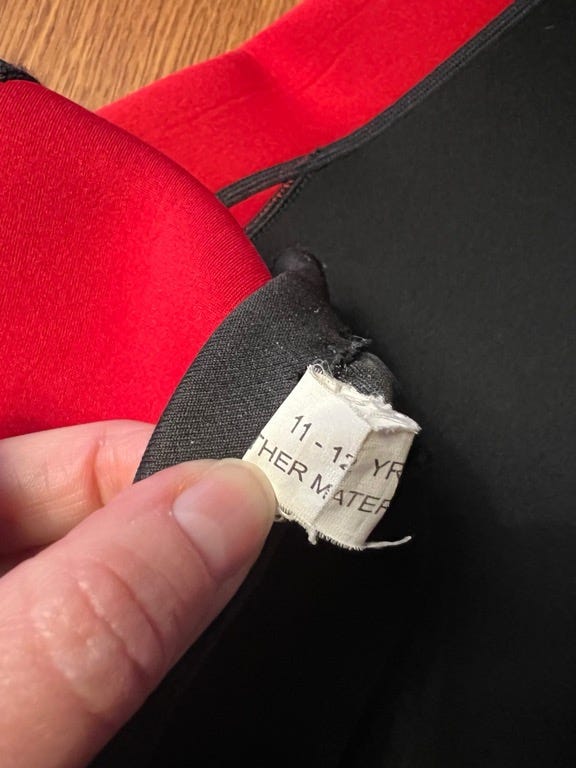 11 - 12 YR
THER MATER